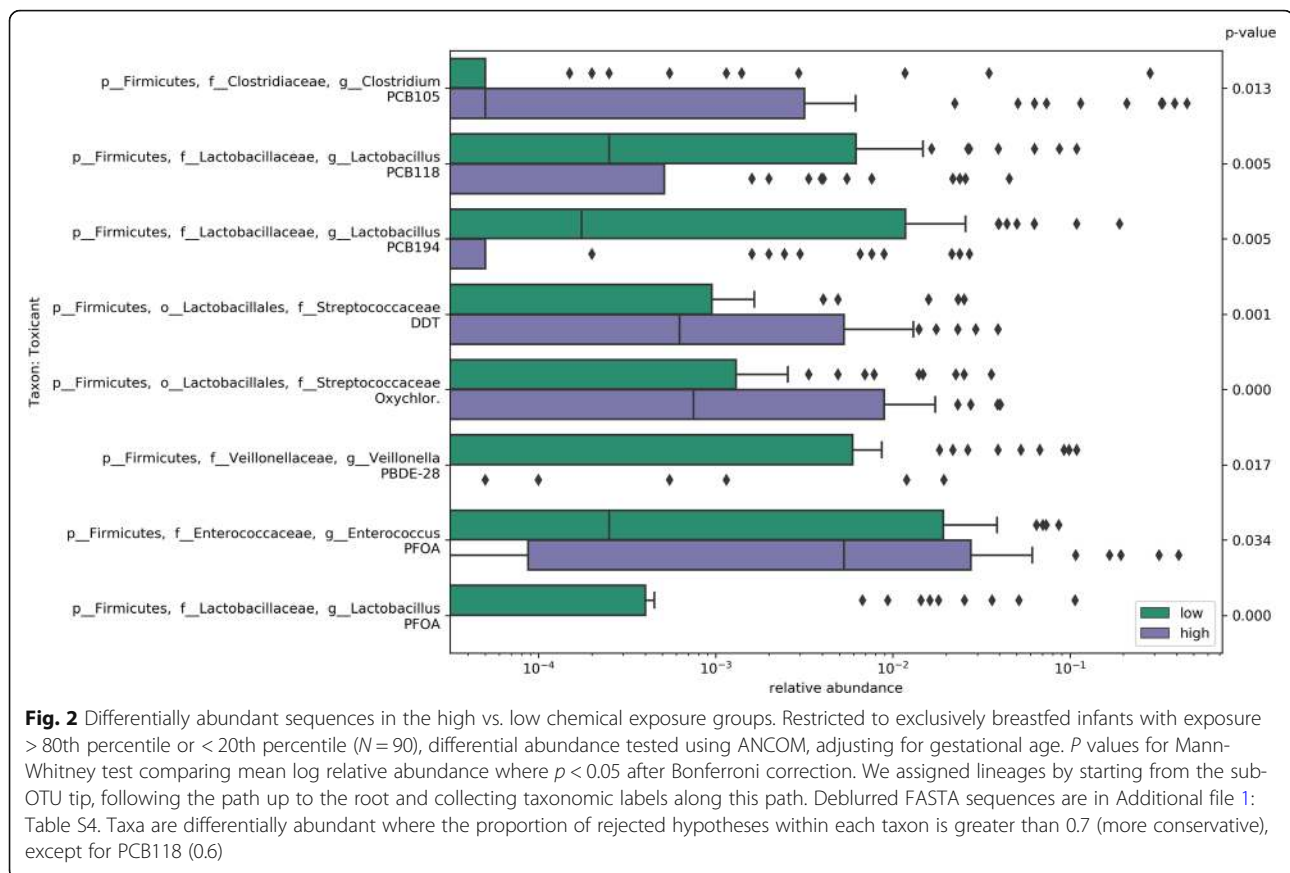 p-value
p__Firmicutes, f__Clostridiaceae, g__Clostridium
PCB105
0.013
p__Firmicutes, f__Lactobacillaceae, g__Lactobacillus
PCB118
0.005
p__Firmicutes, f__Lactobacillaceae, g__Lactobacillus
PCB194
0.005
p__Firmicutes, o__Lactobacillales, f__Streptococcaceae
DDT
0.001
p__Firmicutes, o__Lactobacillales, f__Streptococcaceae
Oxychlor.
0.000
p__Firmicutes, f__Veillonellaceae, g__Veillonella
PBDE-28
0.017
p__Firmicutes, f__Enterococcaceae, g__Enterococcus
PFOA
0.034
p__Firmicutes, f__Lactobacillaceae, g__Lactobacillus
PFOA
0.000
Taxon: Toxicant
low
high
10⁻⁴ 10⁻³ 10⁻² 10⁻¹
relative abundance
Fig. 2 Differentially abundant sequences in the high vs. low chemical exposure groups. Restricted to exclusively breastfed infants with exposure
> 80th percentile or < 20th percentile (N = 90), differential abundance tested using ANCOM, adjusting for gestational age. P values for Mann-
Whitney test comparing mean log relative abundance where p < 0.05 after Bonferroni correction. We assigned lineages by starting from the sub-
OTU tip, following the path up to the root and collecting taxonomic labels along this path. Deblurred FASTA sequences are in Additional file 1:
Table S4. Taxa are differentially abundant where the proportion of rejected hypotheses within each taxon is greater than 0.7 (more conservative),
except for PCB118 (0.6)